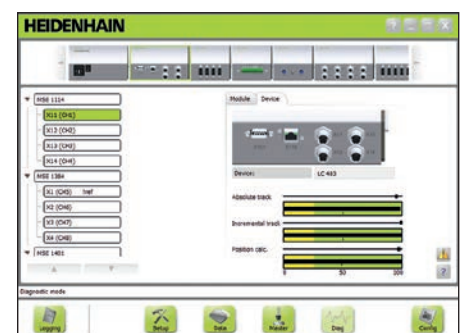 HEIDENHAIN
MSE 1114
X11 (CH1)
X12 (CH2)
X13 (CH3)
X14 (CH4)
MSE 1384
X1 (CH5) href
X2 (CH6)
X3 (CH7)
X4 (CH8)
MSE 1401
Module Device
Device: LC 483
Absolute track
Incremental track
Position calc.
0 50 100
Diagnostic mode
Logging Setup Data Master Diag Config